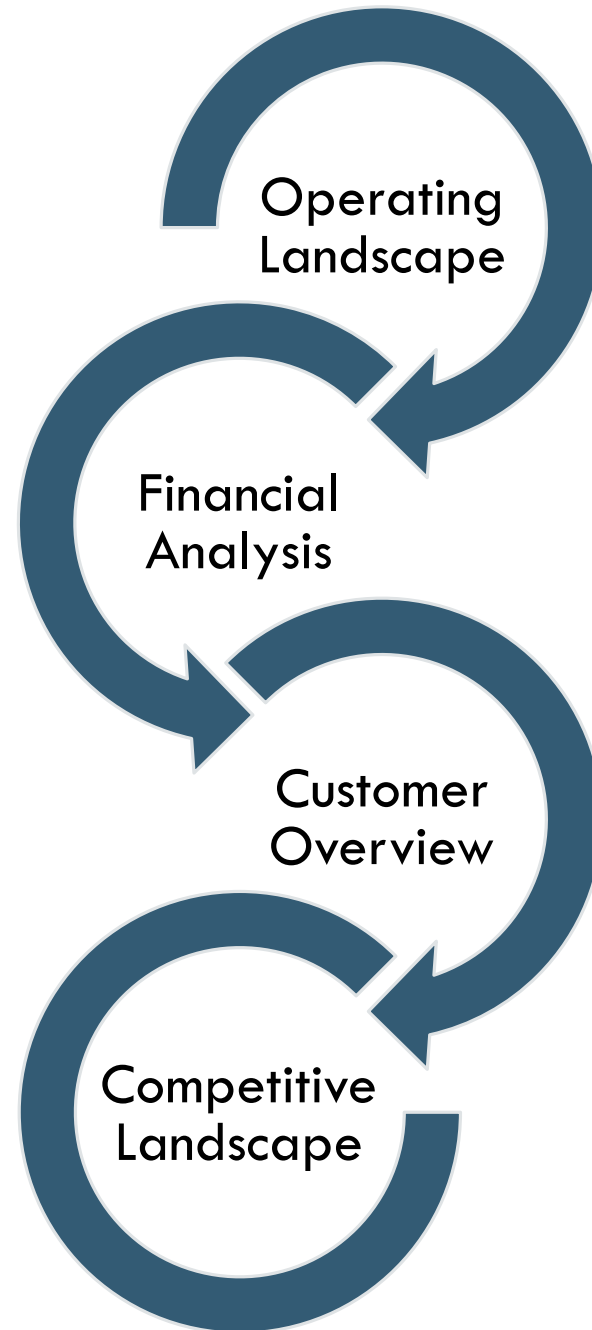 Operating
Landscape
Financial
Analysis
Customer
Overview
Competitive
Landscape